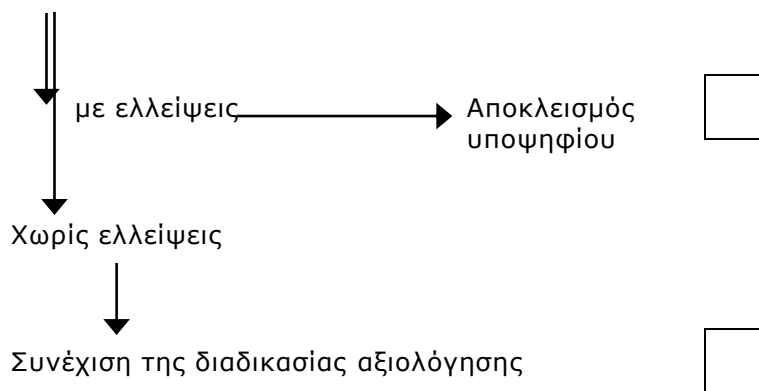 με ελλείψεις
Αποκλεισμός
υποψηφίου
Χωρίς ελλείψεις
Συνέχιση της διαδικασίας αξιολόγησης